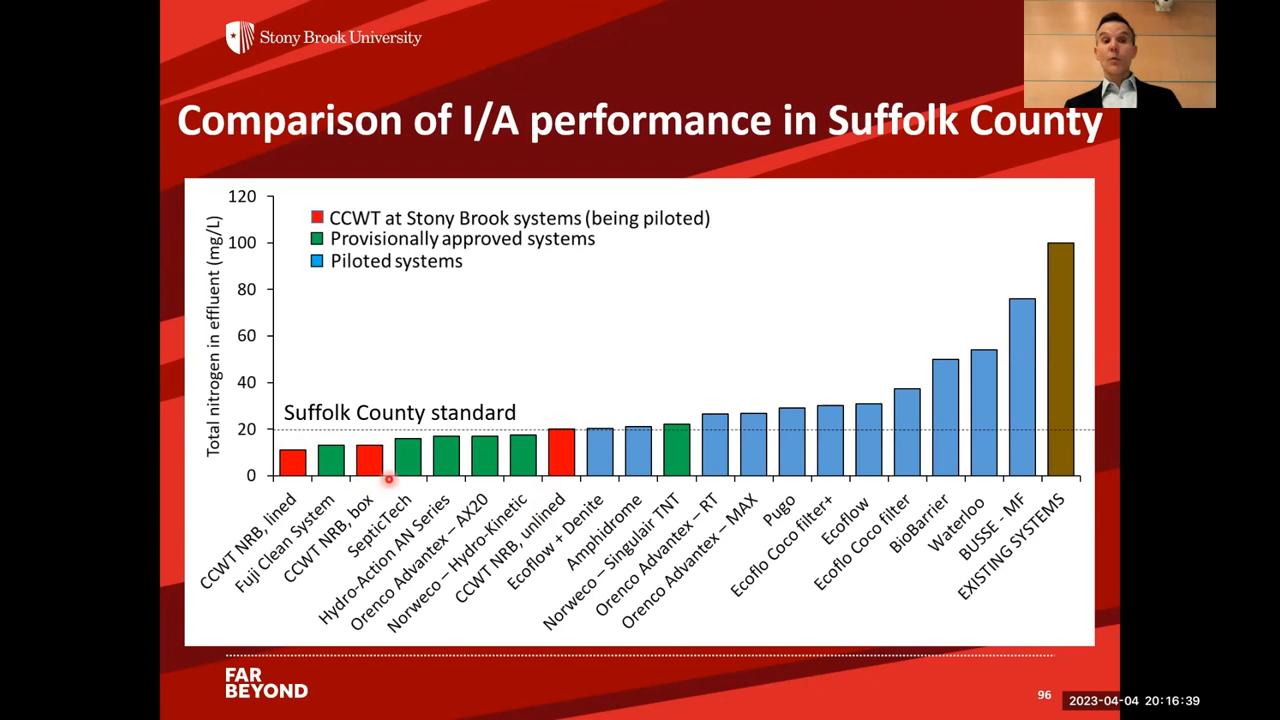 Stony Brook University
Comparison of I/A performance in Suffolk County
Total nitrogen in effluent (mg/L)
120
100
80
60
40
20
0
CCWT at Stony Brook systems (being piloted)
Provisionally approved systems
Piloted systems
Suffolk County standard
CCWT NRB, lined
Fuji Clean System
CCWT NRB, box
SepticTech
Hydro-Action AN Series
Orenco Advantex – AX20
Norweco – Hydro-Kinetic
CCWT NRB, unlined
Ecoflow + Denite
Amphidrome
Norweco – Singulair TNT
Orenco Advantex – RT
Orenco Advantex – MAX
Pugo
Ecoflo Coco filter+
Ecoflow
Ecoflo Coco filter
BioBarrier
Waterloo
BUSSE - MF
EXISTING SYSTEMS
FAR
BEYOND
96
2023-04-04 20:16:39